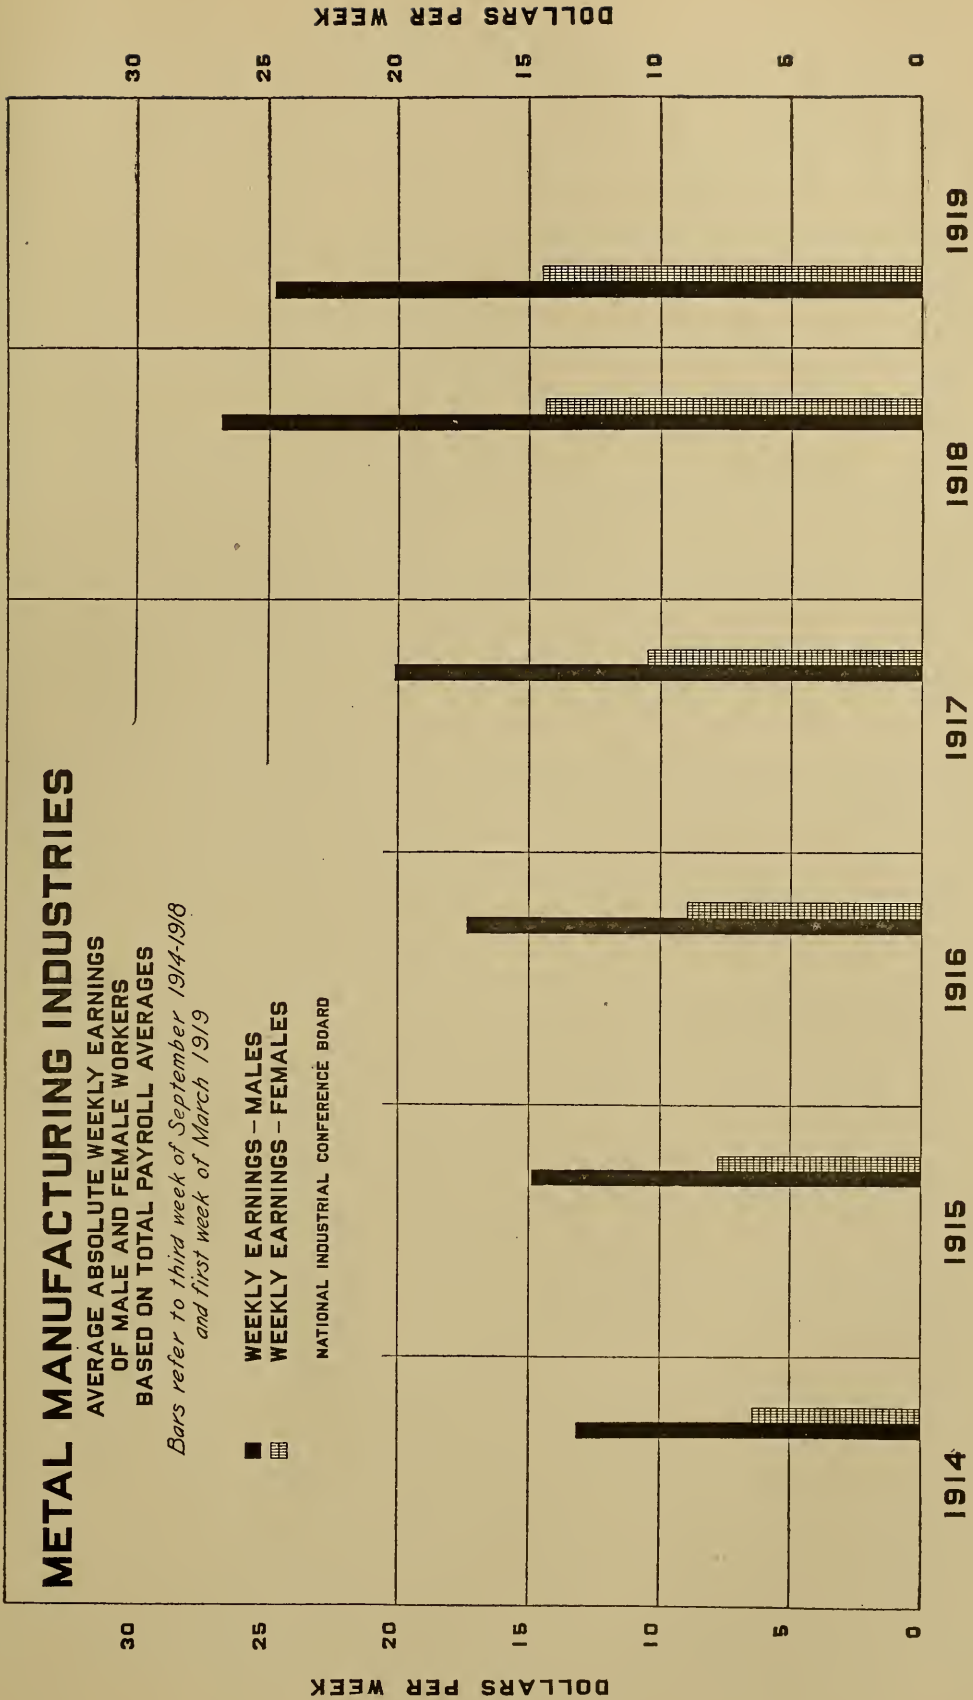 METAL MANUFACTURING INDUSTRIES
AVERAGE ABSOLUTE WEEKLY EARNINGS
OF MALE AND FEMALE WORKERS
BASED ON TOTAL PAYROLL AVERAGES
Bars refer to third week of September 1914-1918
and first week of March 1919
WEEKLY EARNINGS - MALES
WEEKLY EARNINGS - FEMALES
NATIONAL INDUSTRIAL CONFERENCE BOARD
DOLLARS PER WEEK
30
25
20
15
10
5
0
DOLLARS PER WEEK
30
25
20
15
10
5
0
1914
1915
1916
1917
1918
1919